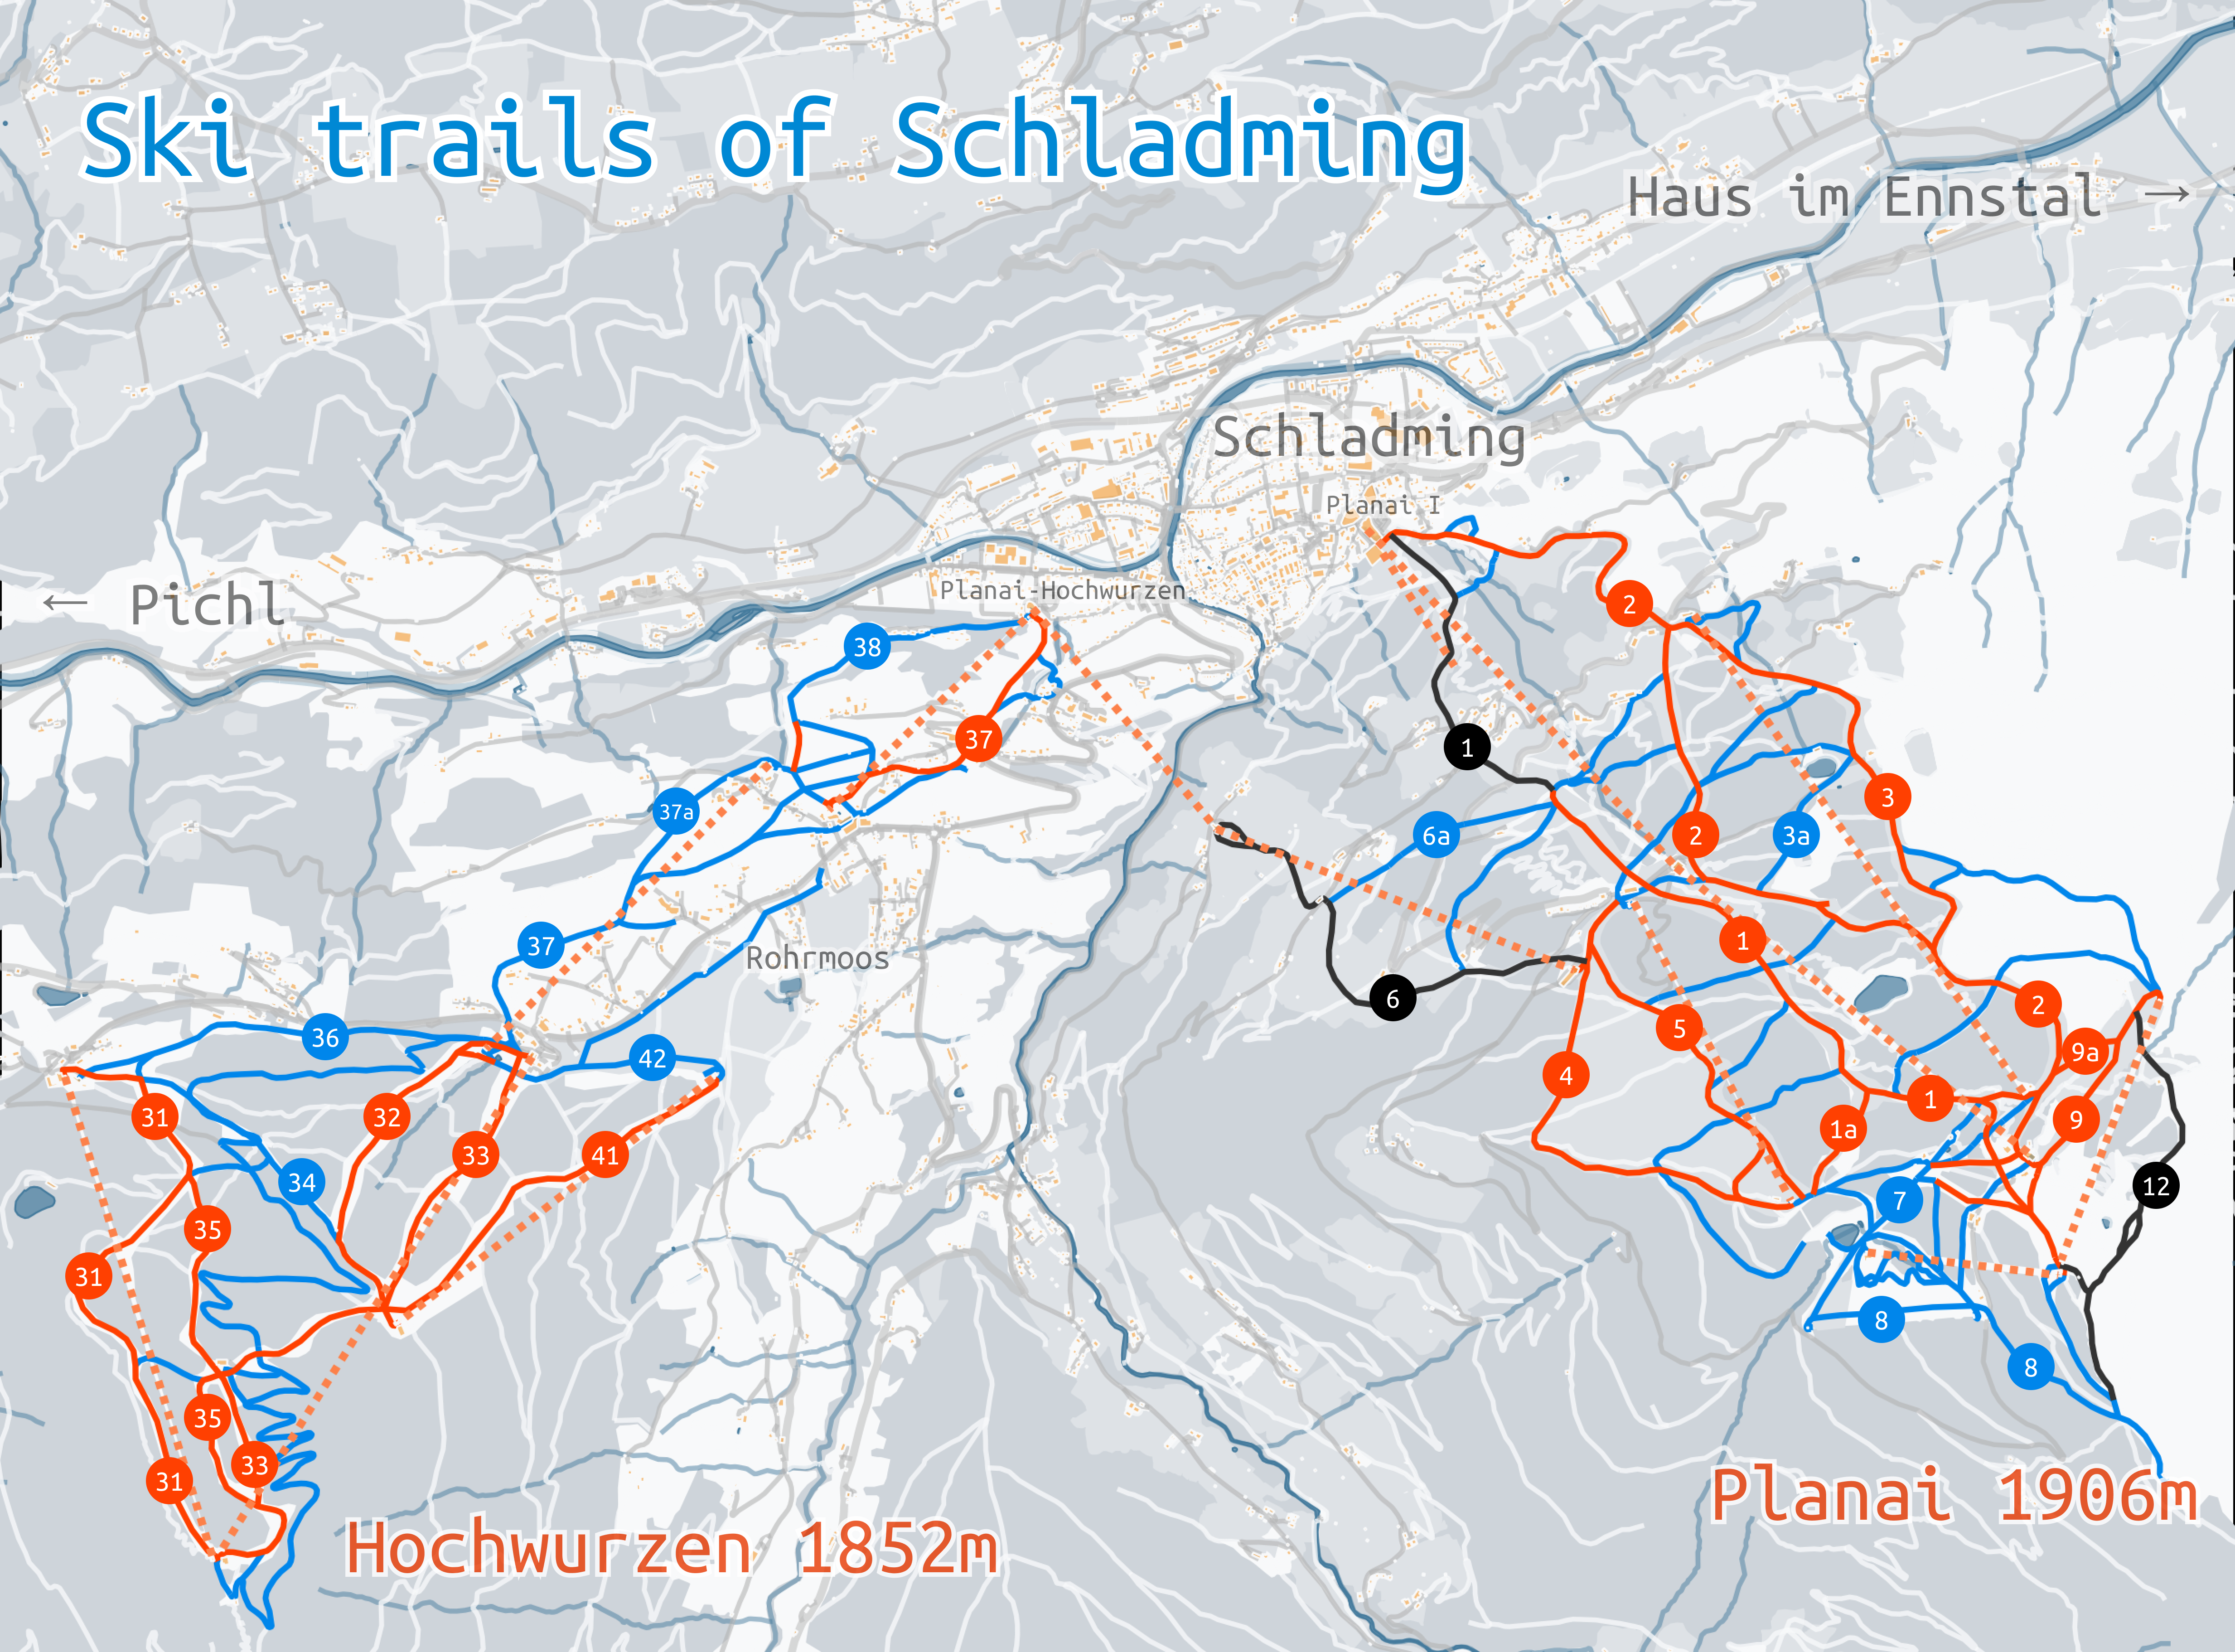 Ski trails of Schladming
Haus im Ennstal →
Schladming
Planai I
← Pichl
Planai-Hochwurzen
2
38
37
1
3
37a
6a
2
3a
37
1
Rohrmoos
6
2
5
36
9a
42
4
1
31
32
9
1a
33
41
34
12
7
35
31
8
8
35
33
31
Planai 1906m
Hochwurzen 1852m